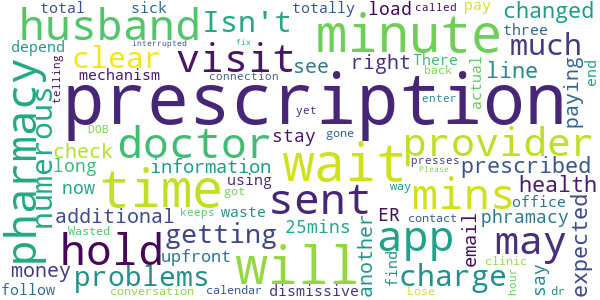 total sick totally load called pay
husband Isn't minute changed
depend There three
clear visit see right much line back
interrupted fix
telling mechanism connection actual paying end
prescription
pharmacy numerous DOB yet enter
doctor stay gone provider
check wait prescribed
long information presses Please
now using time sent mins health
got way office
additional keeps waste 25mins ER phramacy expected
Wasted hold getting another app contact email may
money upfront will find clinic say hour
problems charge
follow conversation calendar dismissive Lose dr